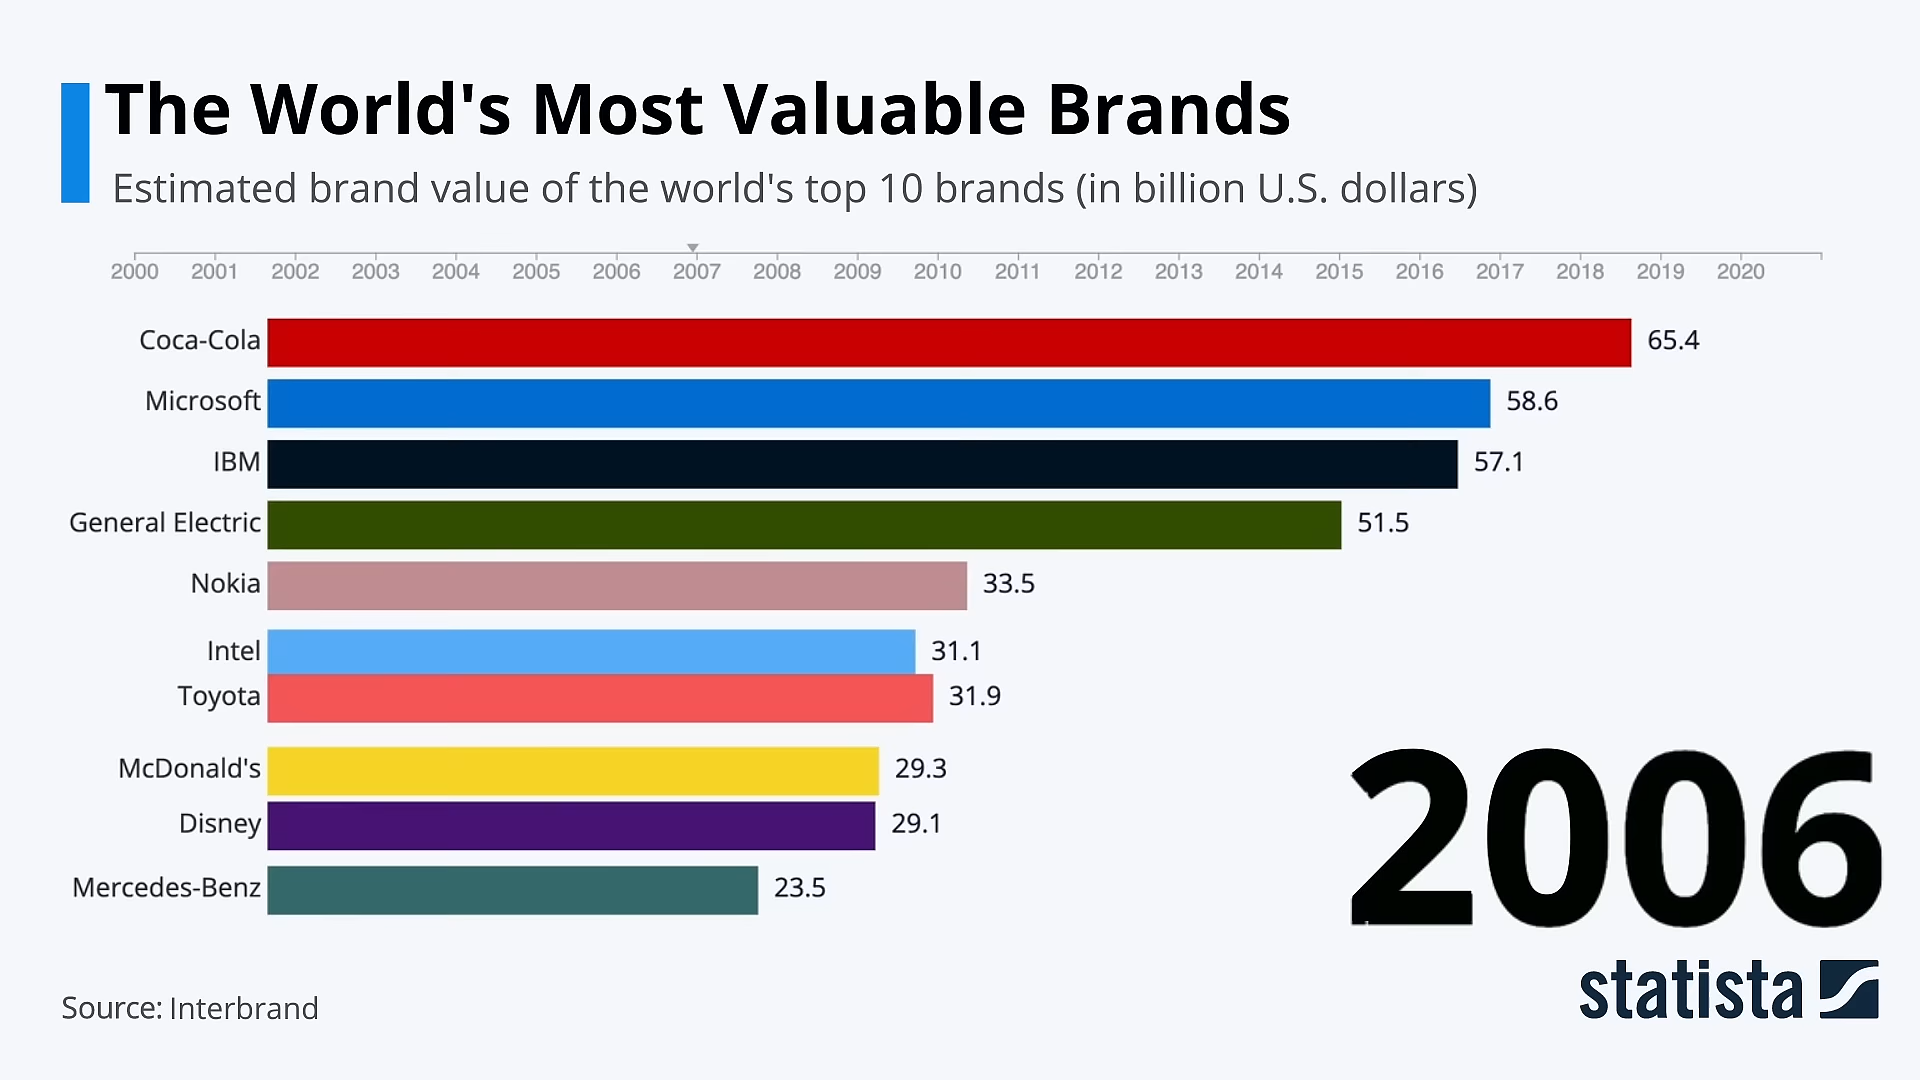 The World's Most Valuable Brands
Estimated brand value of the world's top 10 brands (in billion U.S. dollars)
2000 2001 2002 2003 2004 2005 2006 2007 2008 2009 2010 2011 2012 2013 2014 2015 2016 2017 2018 2019 2020
Coca-Cola 65.4
Microsoft 58.6
IBM 57.1
General Electric 51.5
Nokia 33.5
Intel 31.1
Toyota 31.9
McDonald's 29.3
Disney 29.1
Mercedes-Benz 23.5
2006
Source: Interbrand
statista